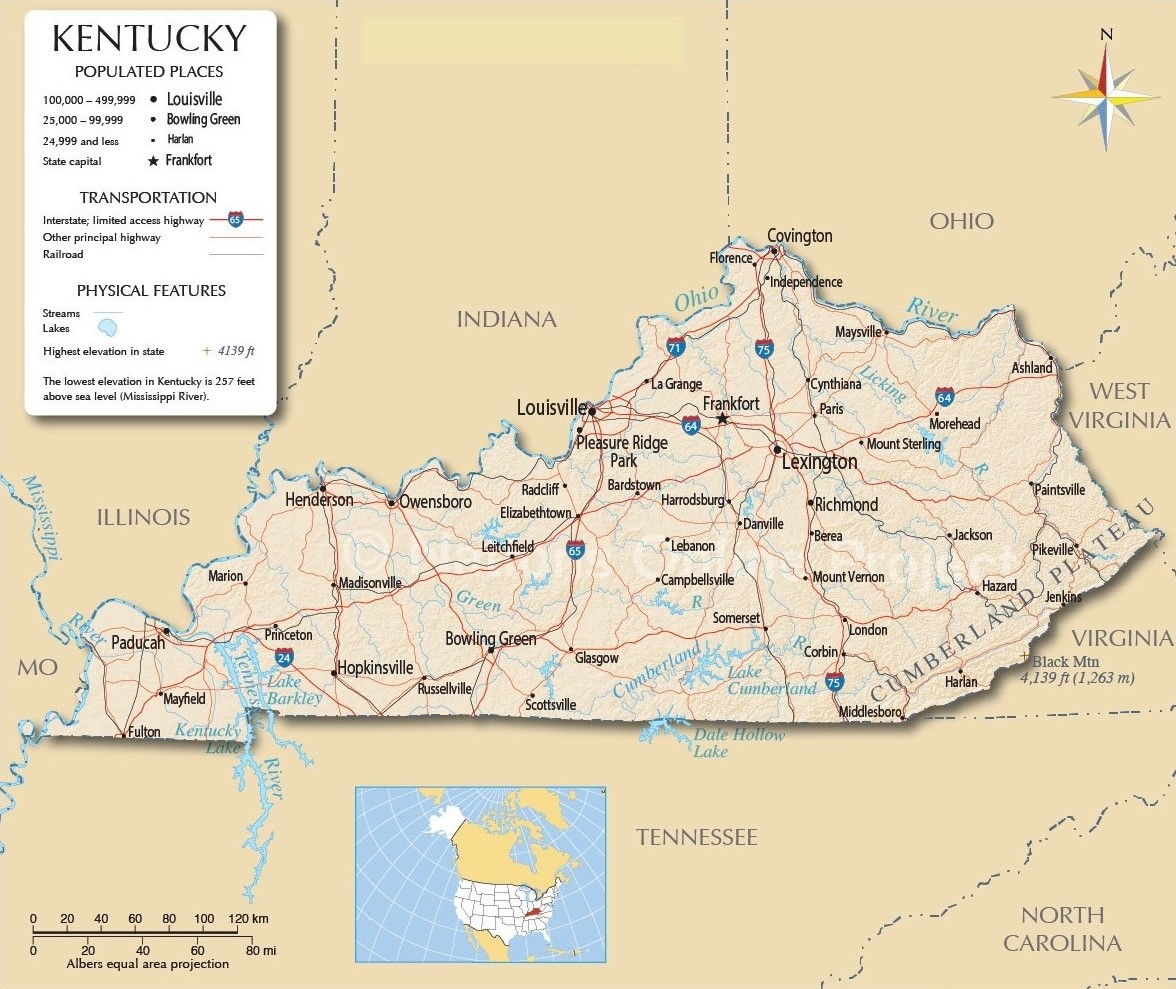 KENTUCKY
POPULATED PLACES
100,000 – 499,999 Louisville
25,000 – 99,999 Bowling Green
24,999 and less Harlan
State capital Frankfort
TRANSPORTATION
Interstate; limited access highway 65
Other principal highway
Railroad
PHYSICAL FEATURES
Streams
Lakes
Highest elevation in state + 4139 ft
The lowest elevation in Kentucky is 257 feet
above sea level (Mississippi River).
N
OHIO
INDIANA
ILLINOIS
WEST
VIRGINIA
VIRGINIA
MO
TENNESSEE
NORTH
CAROLINA
Covington
Florence
Independence
Ohio
River
Maysville
71
75
La Grange
Cynthiana
Licking
R
Ashland
64
Louisville
Frankfort
64
Paris
Morehead
Pleasure Ridge
Park
Mount Sterling
Lexington
Henderson
Owensboro
Radcliff
Bardstown
Harrodsburg
Richmond
Paintsville
Elizabethtown
Danville
Berea
Jackson
Leitchfield
65
Lebanon
Pikeville
Mississippi
River
Marion
Madisonville
Campbellsville
Mount Vernon
Hazard
Jenkins
Green
R
CUMBERLAND PLATEAU
Paducah
Princeton
Bowling Green
Somerset
London
24
Hopkinsville
Glasgow
Cumberland
R
Corbin
Black Mtn
4,139 ft (1,263 m)
Lake
Barkley
Russellville
Lake
Cumberland
75
Harlan
Mayfield
Scottsville
Middlesboro
Tennes
Fulton
Kentucky
Lake
River
Dale Hollow
Lake
0 20 40 60 80 100 120 km
0 20 40 60 80 mi
Albers equal area projection